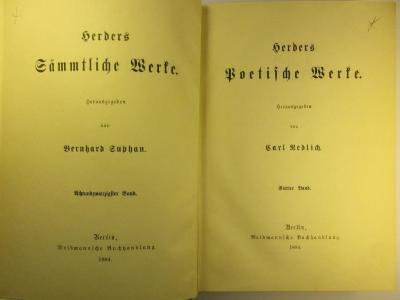 Herders
Sämmtliche Werke.
Herausgegeben
von
Bernhard Suphan.
Achtundzwanzigster Band.
Berlin,
Weidmannsche Buchhandlung
1884.
Herders
Poetische Werke.
Herausgegeben
von
Carl Redlich.
Vierter Band.
Berlin,
Weidmannsche Buchhandlung
1884.